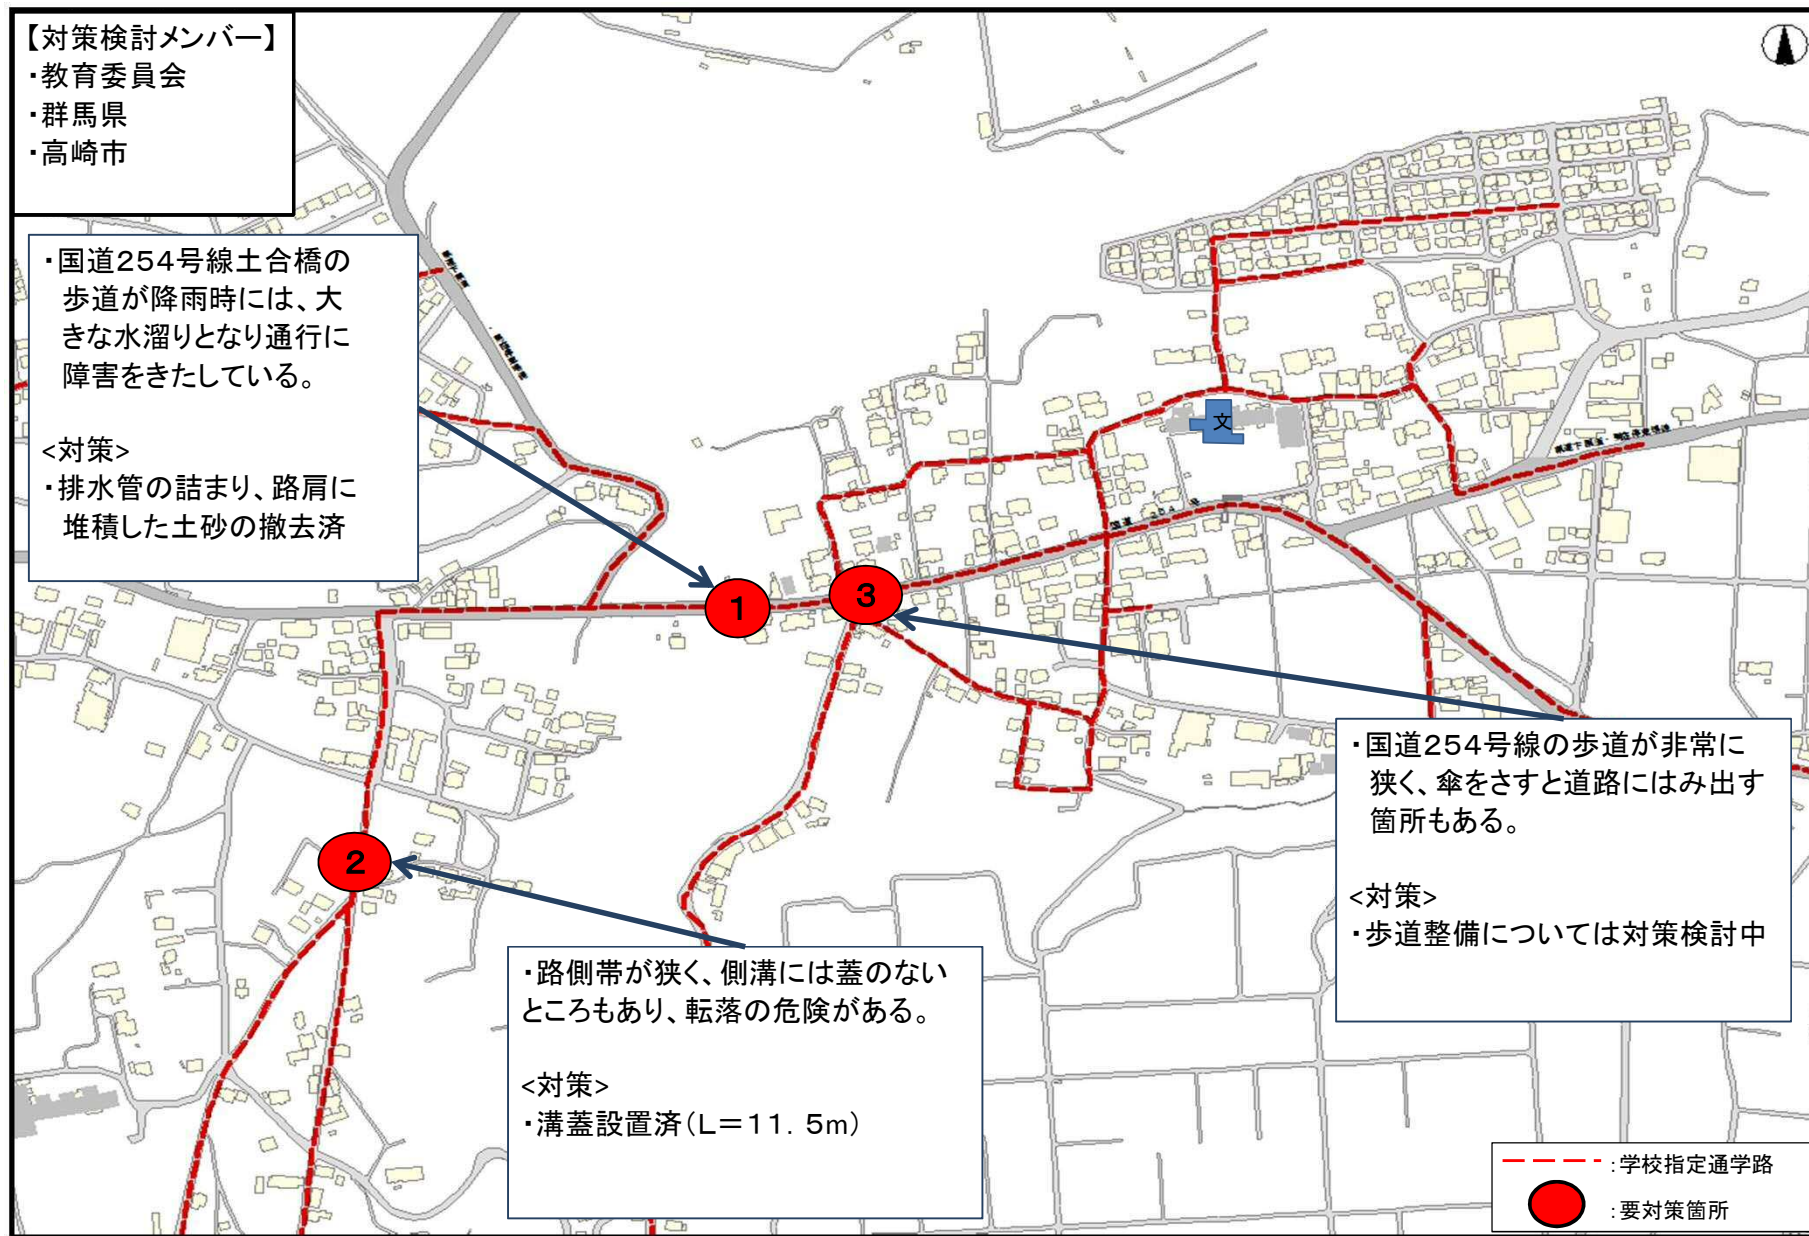 【対策検討メンバー】
・教育委員会
・群馬県
・高崎市
・国道254号線土合橋の
歩道が降雨時には、大
きな水溜りとなり通行に
障害をきたしている。
<対策>
・排水管の詰まり、路肩に
堆積した土砂の撤去済
文
国道 254 号
1
3
2
・国道254号線の歩道が非常に
狭く、傘をさすと道路にはみ出す
箇所もある。
<対策>
・歩道整備については対策検討中
・路側帯が狭く、側溝には蓋のない
ところもあり、転落の危険がある。
<対策>
・溝蓋設置済(L=11.5m)
:学校指定通学路
:要対策箇所